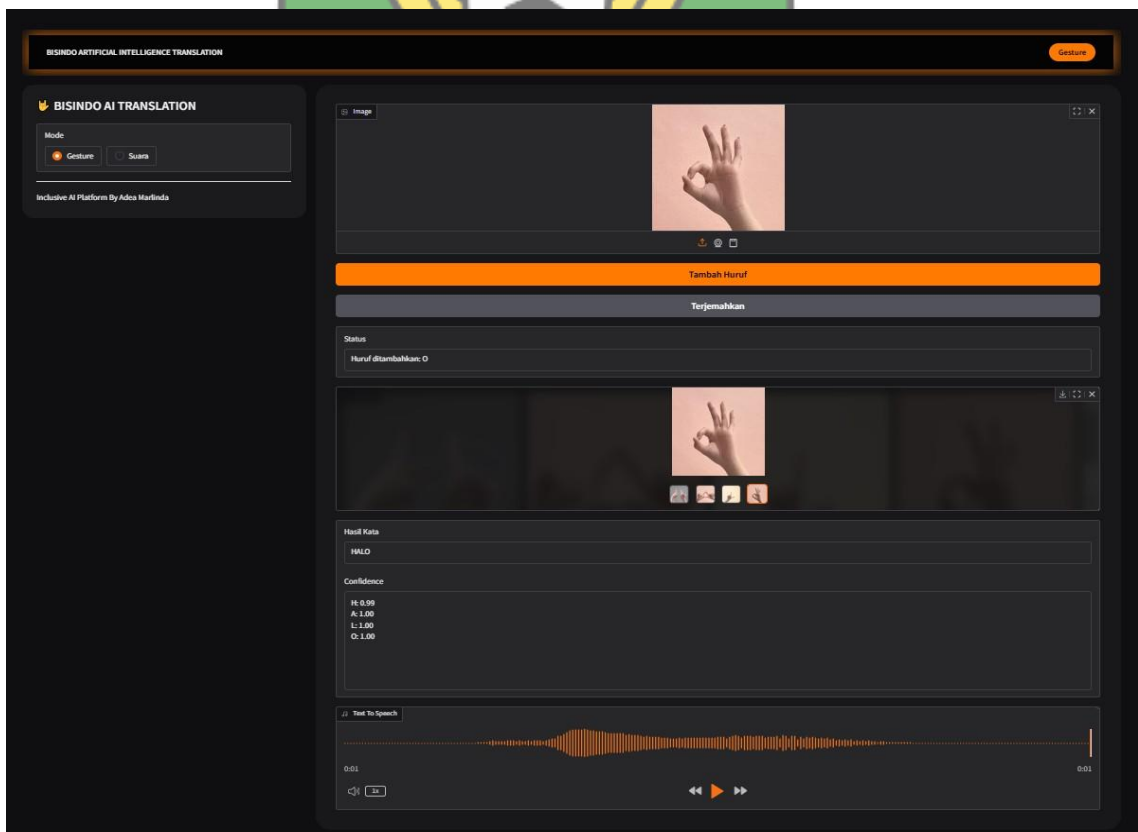 BISINDO ARTIFICIAL INTELLIGENCE TRANSLATION
Gesture
🤟 BISINDO AI TRANSLATION
Mode
Gesture
Suara
Inclusive AI Platform By Adea Marlinda
Image
Tambah Huruf
Terjemahkan
Status
Huruf ditambahkan: O
Hasil Kata
HALO
Confidence
H: 0.99
A: 1.00
L: 1.00
O: 1.00
Text To Speech
0:01
0:01
1x